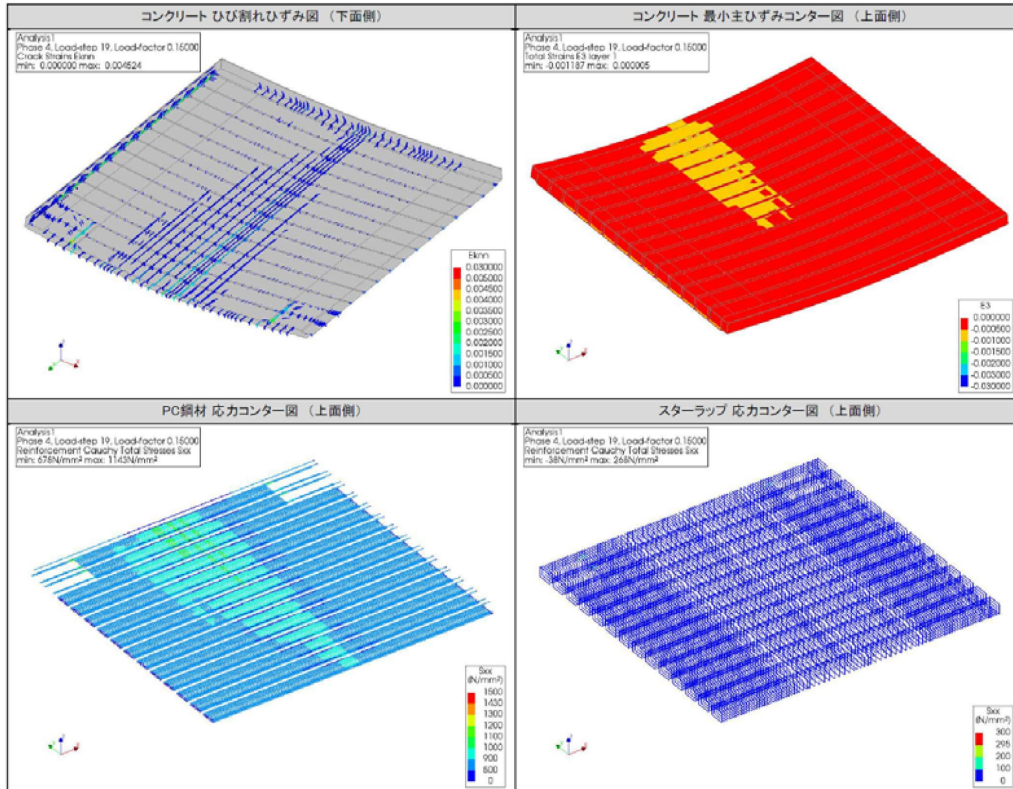 コンクリート ひび割れひずみ図 （下面側）
Analysis1
Phase 4, Load-step 19, Load-factor 0.15000
Crack Strains Eknn
min: 0.000000 max: 0.004524
Eknn
0.030000
0.005000
0.004500
0.004000
0.003500
0.003000
0.002500
0.002000
0.001500
0.001000
0.000500
0.000000
コンクリート 最小主ひずみコンター図 （上面側）
Analysis1
Phase 4, Load-step 19, Load-factor 0.15000
Total Strains E3 layer 1
min: -0.001187 max: 0.000005
E3
0.000000
-0.000500
-0.001000
-0.001500
-0.002000
-0.003000
-0.030000
PC鋼材 応力コンター図 （上面側）
Analysis1
Phase 4, Load-step 19, Load-factor 0.15000
Reinforcement Cauchy Total Stresses Sxx
min: 678N/mm² max: 1143N/mm²
Sxx
(N/mm²)
1500
1430
1300
1200
1100
1000
900
800
0
スターラップ 応力コンター図 （上面側）
Analysis1
Phase 4, Load-step 19, Load-factor 0.15000
Reinforcement Cauchy Total Stresses Sxx
min: -38N/mm² max: 268N/mm²
Sxx
(N/mm²)
300
295
200
100
0